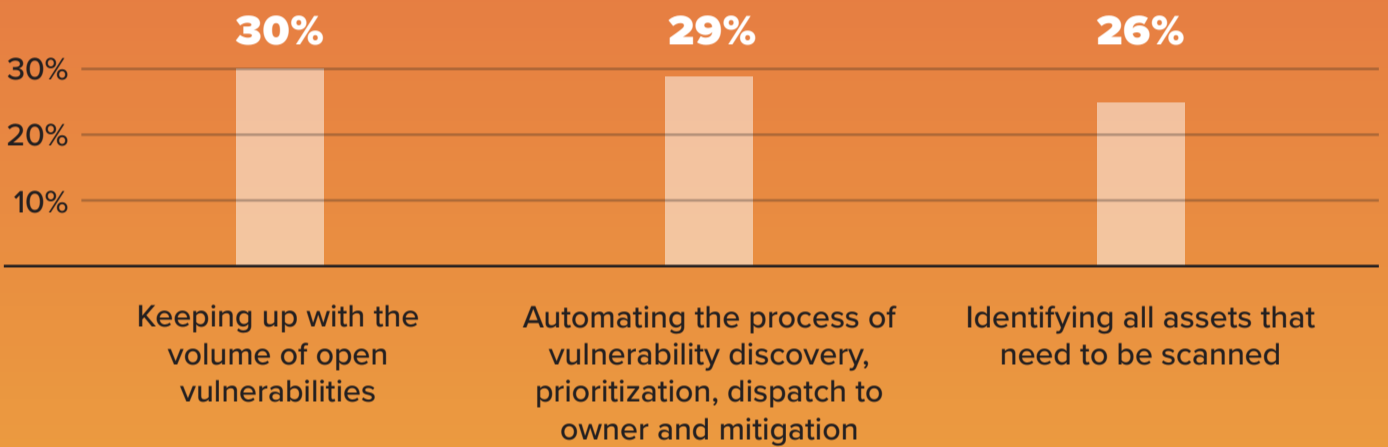 30%
29%
26%
30%
20%
10%
Keeping up with the
volume of open
vulnerabilities
Automating the process of
vulnerability discovery,
prioritization, dispatch to
owner and mitigation
Identifying all assets that
need to be scanned